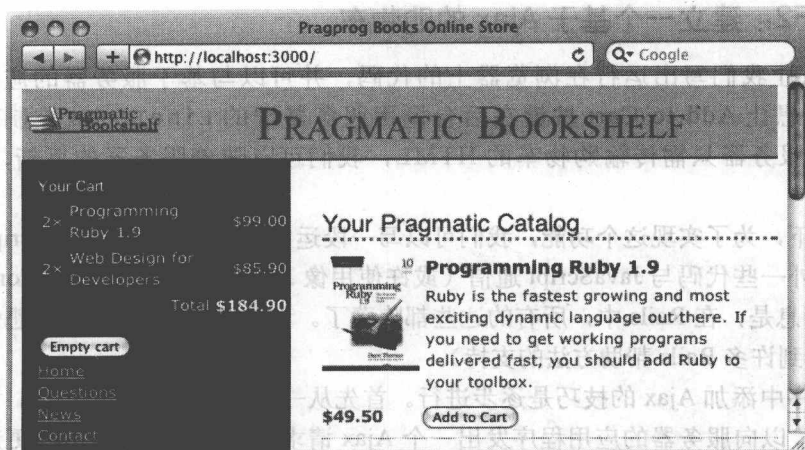 Pragprog Books Online Store
http://localhost:3000/
Google
Pragmatic
Bookshelf
PRAGMATIC BOOKSHELF
Your Cart
2× Programming Ruby 1.9 $99.00
2× Web Design for Developers $85.90
Total $184.90
Empty cart
Home
Questions
News
Contact
Your Pragmatic Catalog
Programming
Ruby
10
Programming Ruby 1.9
Ruby is the fastest growing and most
exciting dynamic language out there. If
you need to get working programs
delivered fast, you should add Ruby to
your toolbox.
$49.50
Add to Cart